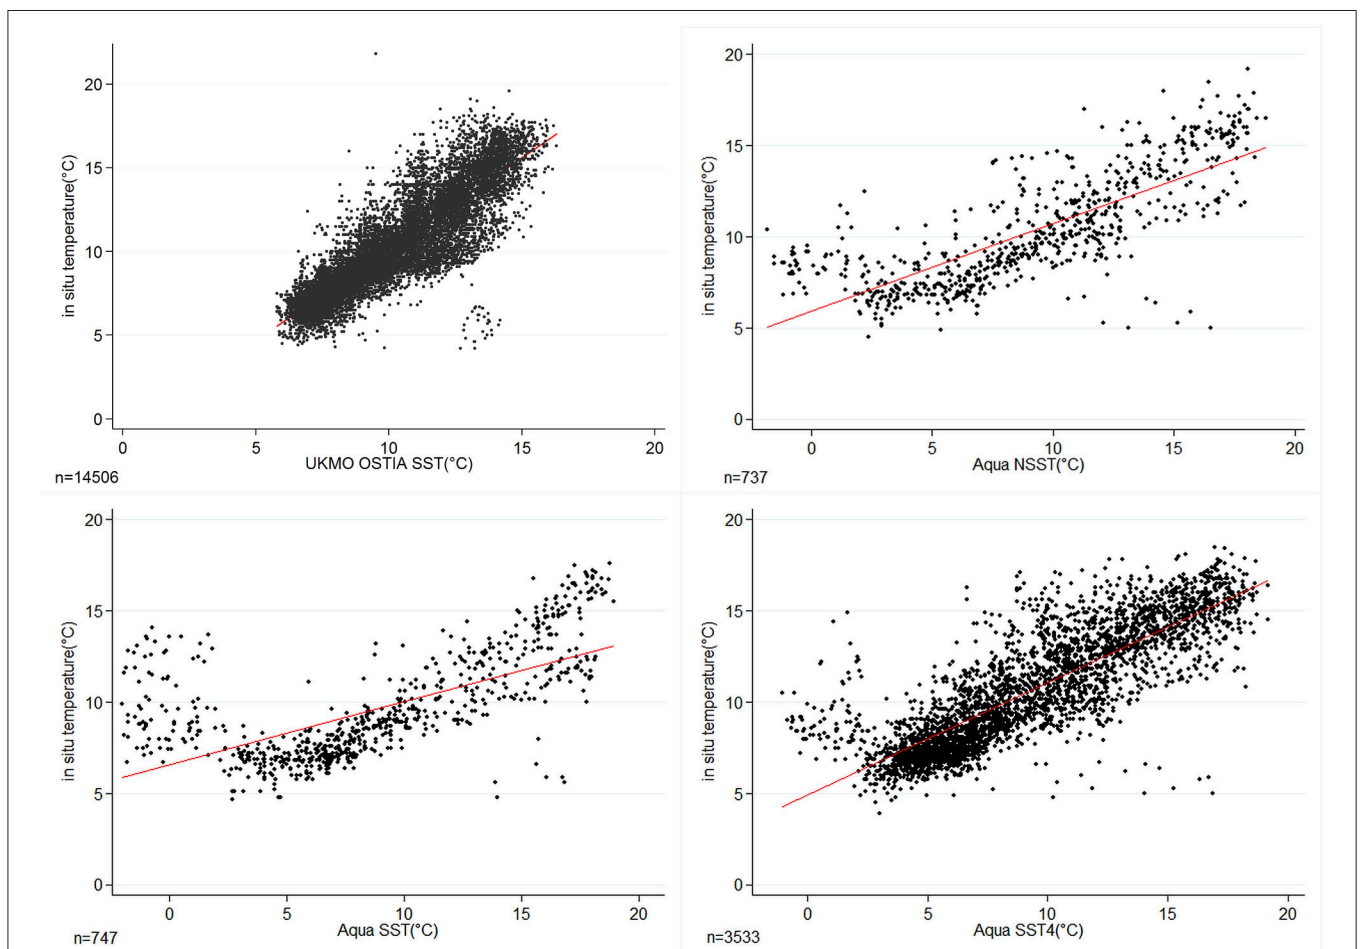 in situ temperature(°C)
20
15
10
5
0
0 5 10 15 20
UKMO OSTIA SST(°C)
n=14506
in situ temperature(°C)
20
15
10
5
0
0 5 10 15 20
Aqua NSST(°C)
n=737
in situ temperature(°C)
20
15
10
5
0
0 5 10 15 20
Aqua SST(°C)
n=747
in situ temperature(°C)
20
15
10
5
0
0 5 10 15 20
Aqua SST4(°C)
n=3533